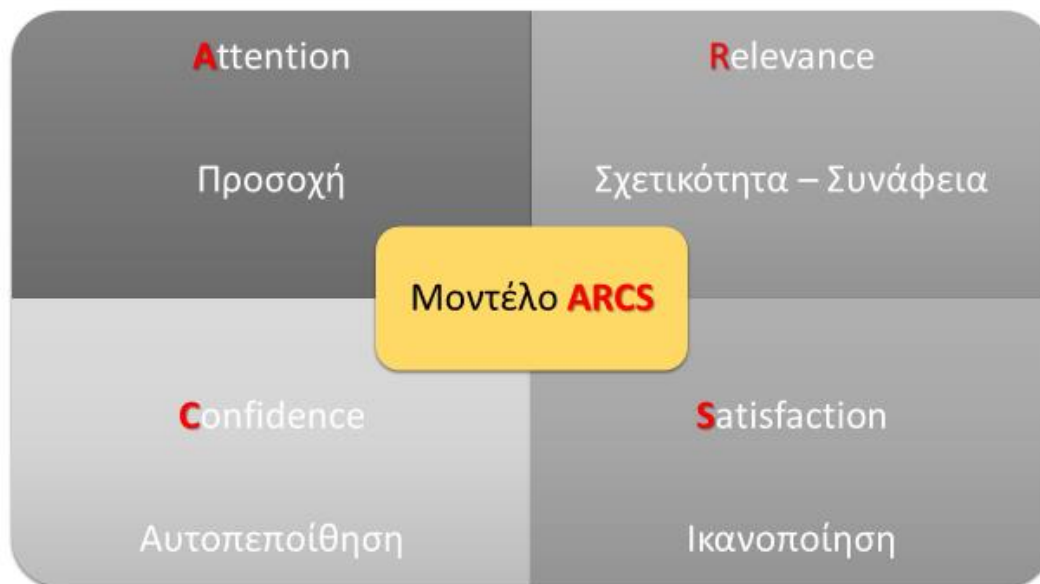 Attention
Προσοχή
Relevance
Σχετικότητα – Συνάφεια
Μοντέλο ARCS
Confidence
Αυτοπεποίθηση
Satisfaction
Ικανοποίηση